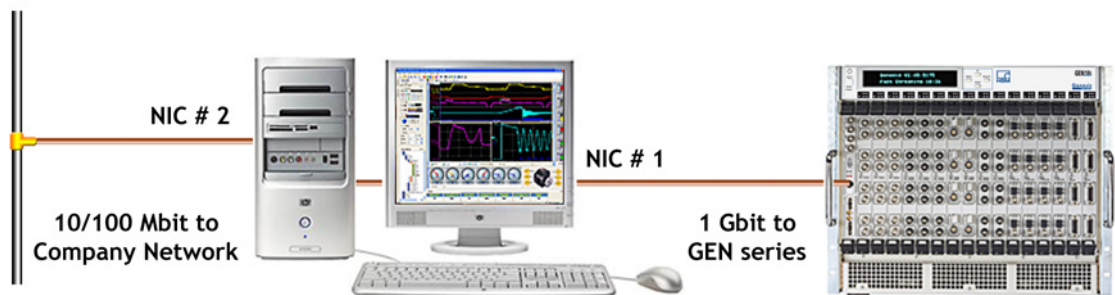 NIC # 2
10/100 Mbit to
Company Network
NIC # 1
1 Gbit to
GEN series